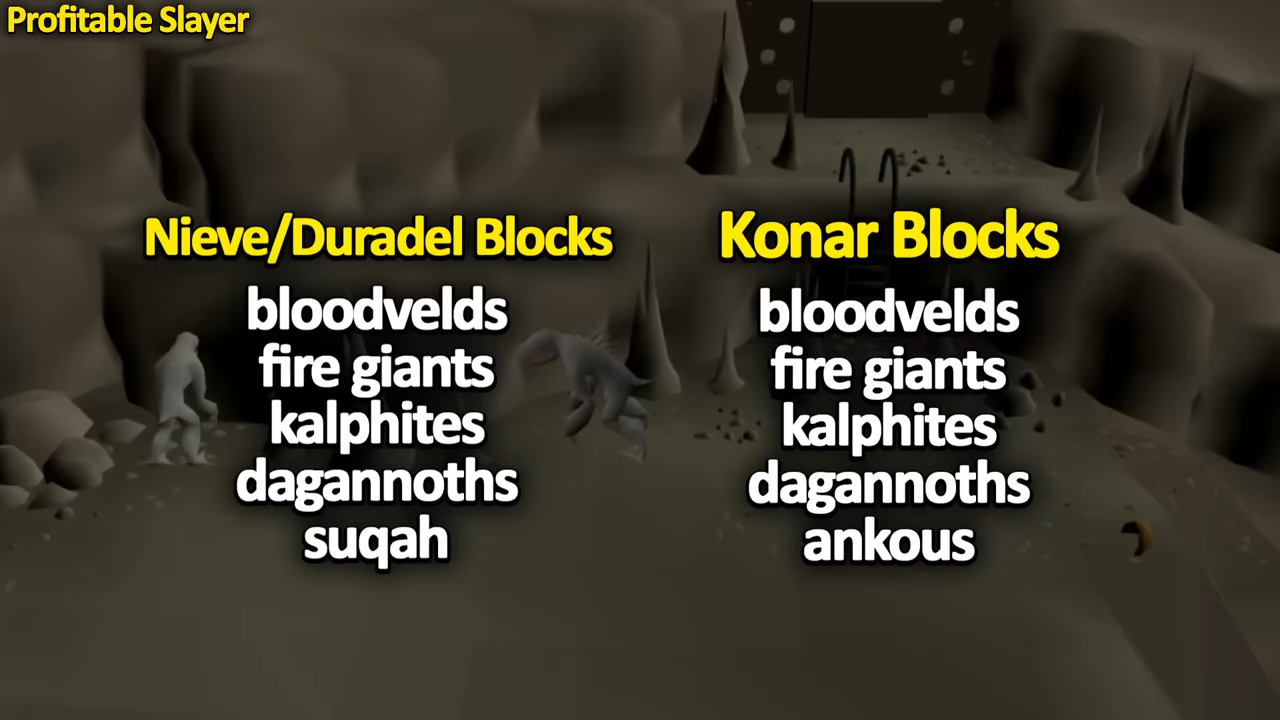 Profitable Slayer
Nieve/Duradel Blocks
bloodvelds
fire giants
kalphites
dagannoths
suqah
Konar Blocks
bloodvelds
fire giants
kalphites
dagannoths
ankous